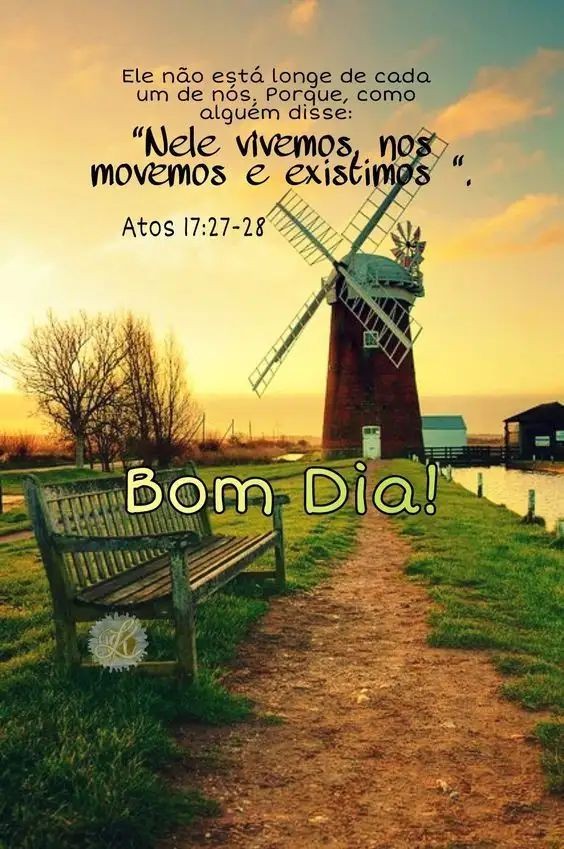 Ele não está longe de cada
um de nós, Porque, como
alguém disse:
"Nele vivemos, nos
movemos e existimos ".
Atos 17:27-28
Bom Dia!